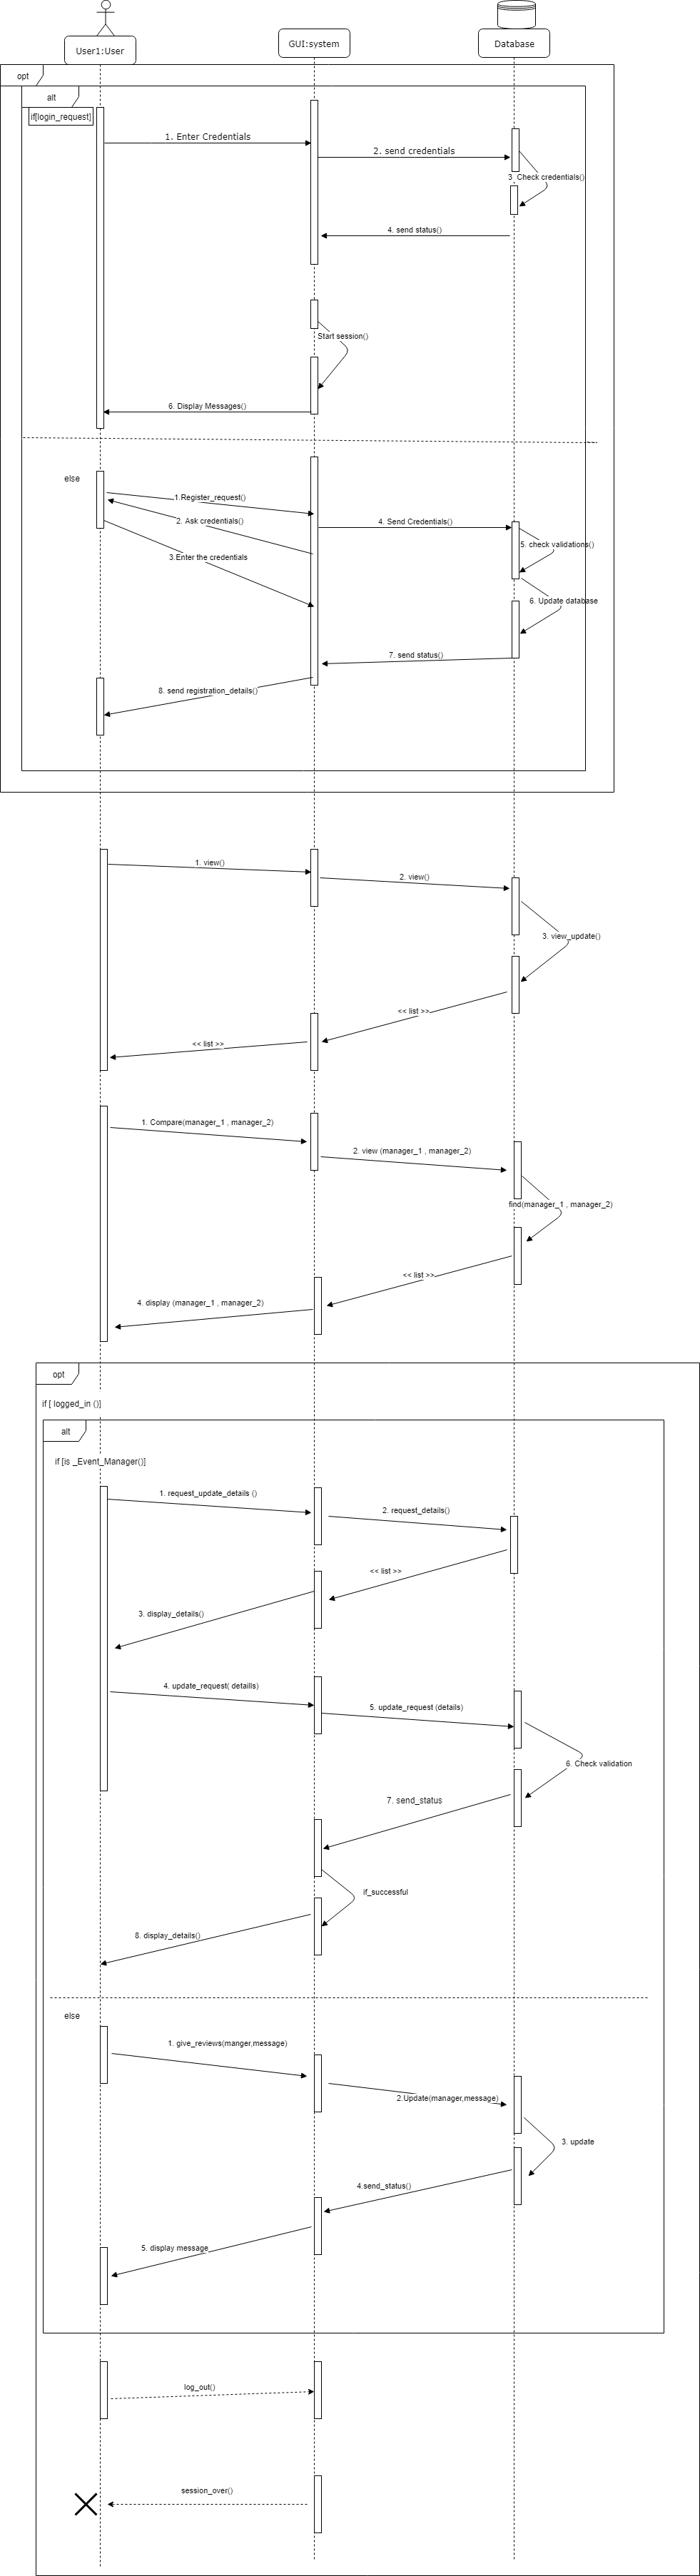 User1:User
GUI:system
Database
opt
alt
if[login_request]
1. Enter Credentials
2. send credentials
3 Check credentials()
4. send status()
Start session()
6. Display Messages()
else
1.Register_request()
2. Ask credentials()
4. Send Credentials()
5. check validations()
3.Enter the credentials
6. Update database
7. send status()
8. send registration_details()
1. view()
2. view()
3. view_update()
<< list >>
<< list >>
1. Compare(manager_1 , manager_2)
2. view (manager_1 , manager_2)
find(manager_1 , manager_2)
<< list >>
4. display (manager_1 , manager_2)
opt
if [ logged_in ()]
alt
if [is _Event_Manager()]
1. request_update_details ()
2. request_details()
<< list >>
3. display_details()
4. update_request( detaills)
5. update_request (details)
6. Check validation
7. send_status
if_successful
8. display_details()
else
1. give_reviews(manger,message)
2.Update(manager,message)
3. update
4.send_status()
5. display message
log_out()
session_over()